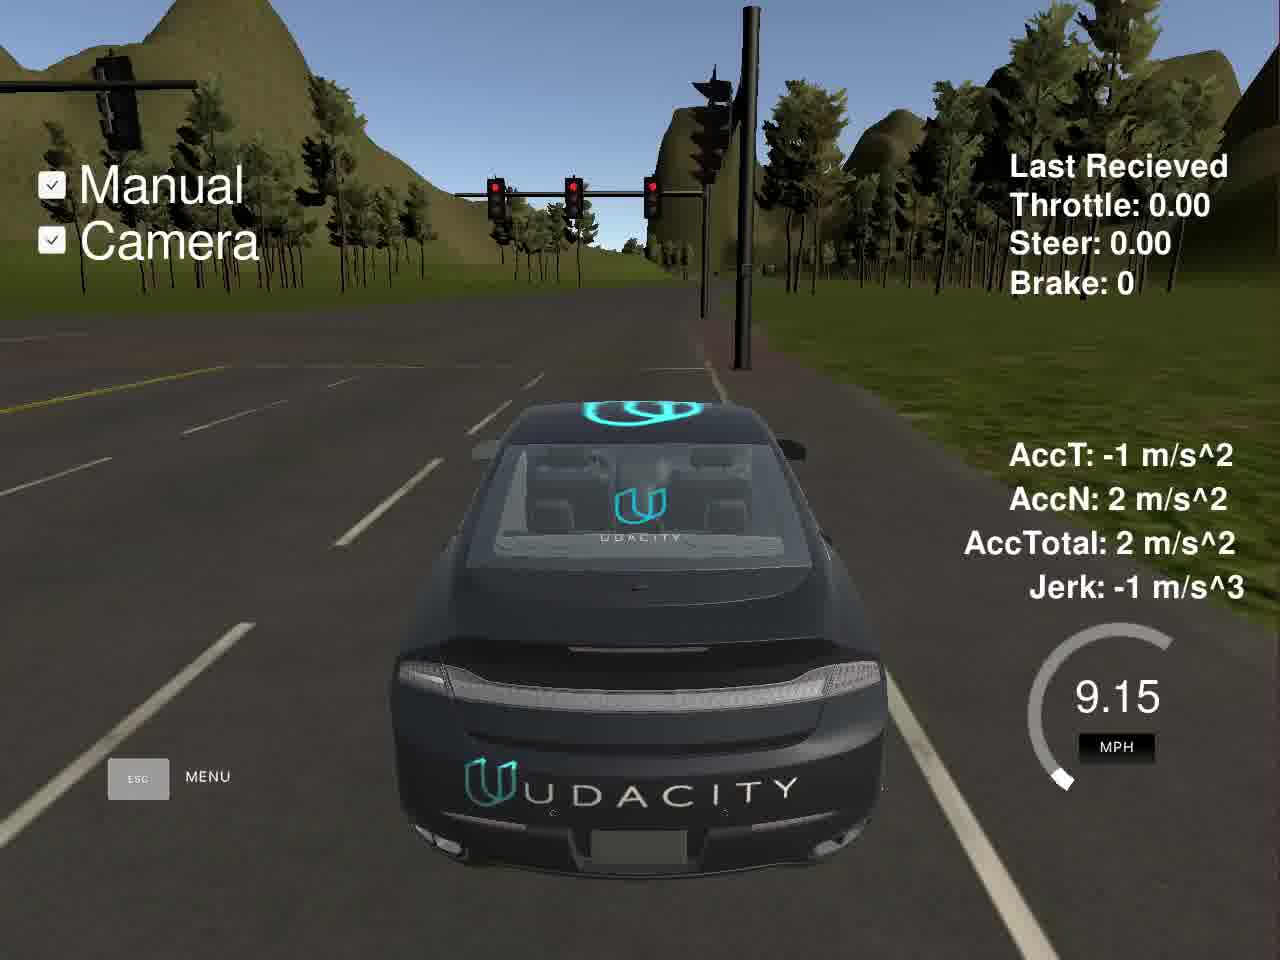 Manual
Camera
Last Recieved
Throttle: 0.00
Steer: 0.00
Brake: 0
AccT: -1 m/s^2
AccN: 2 m/s^2
AccTotal: 2 m/s^2
Jerk: -1 m/s^3
UDACITY
9.15
MPH
ESC
MENU
UDACITY